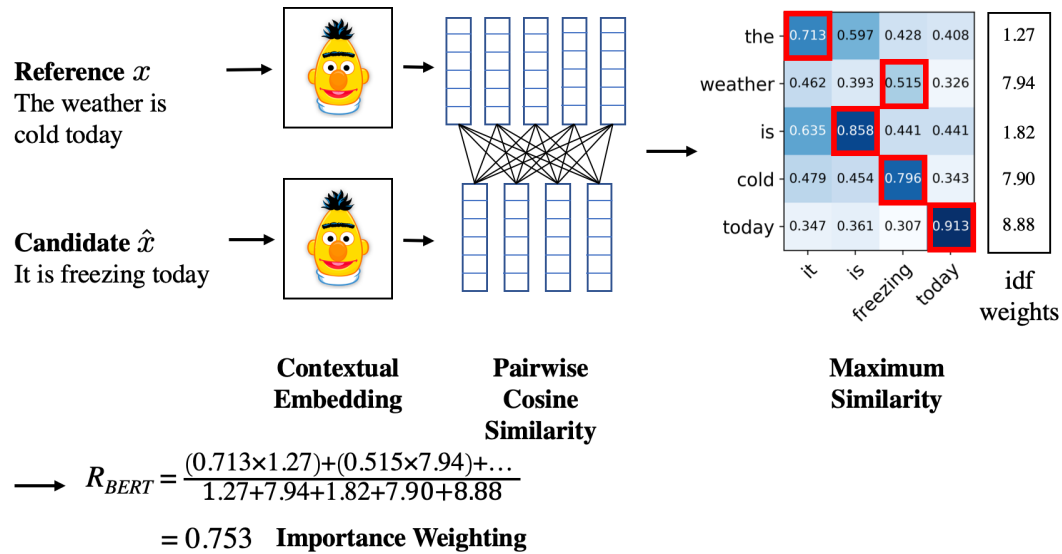 Reference x
The weather is
cold today
Candidate x̂
It is freezing today
the 0.713 0.597 0.428 0.408 1.27
weather 0.462 0.393 0.515 0.326 7.94
is 0.635 0.858 0.441 0.441 1.82
cold 0.479 0.454 0.796 0.343 7.90
today 0.347 0.361 0.307 0.913 8.88
it is freezing today
idf
weights
Contextual
Embedding
Pairwise
Cosine
Similarity
Maximum
Similarity
R_BERT = (0.713×1.27)+(0.515×7.94)+…
1.27+7.94+1.82+7.90+8.88
= 0.753 Importance Weighting